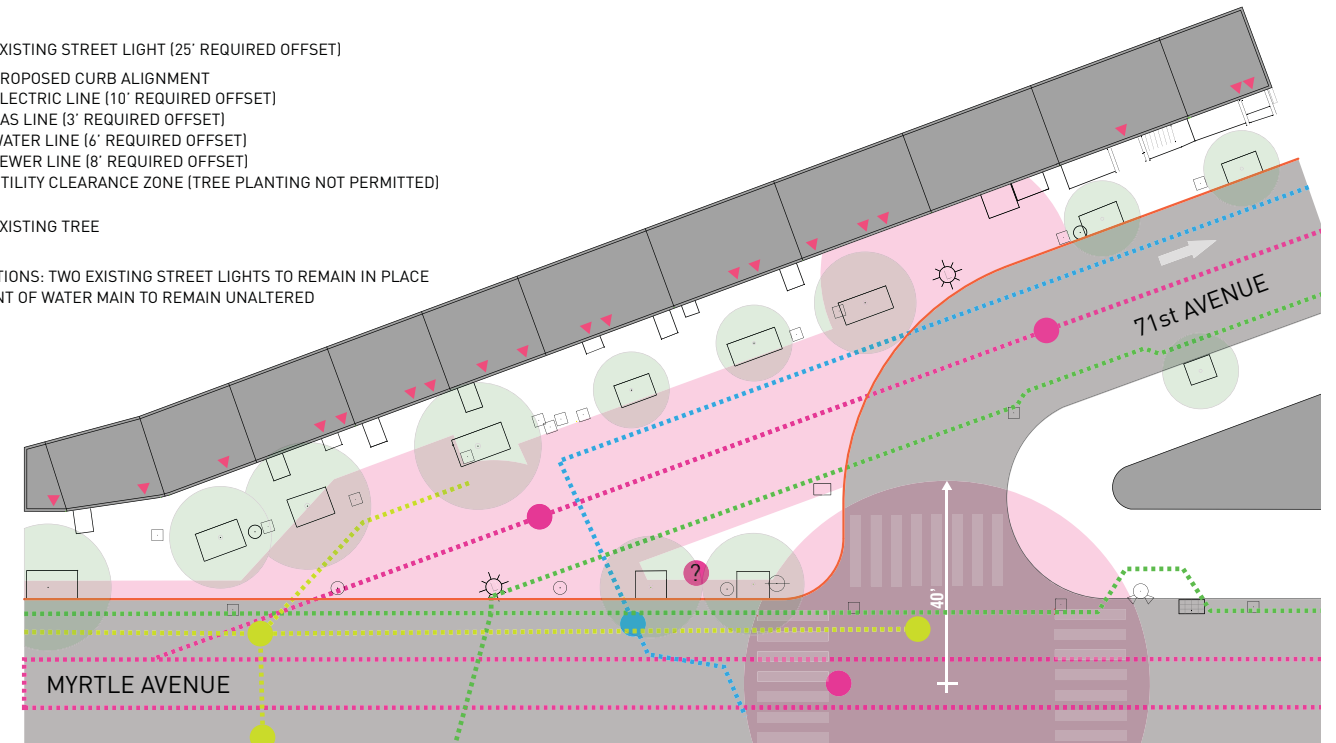 XISTING STREET LIGHT (25' REQUIRED OFFSET)
ROPOSED CURB ALIGNMENT
LECTRIC LINE (10' REQUIRED OFFSET)
AS LINE (3' REQUIRED OFFSET)
WATER LINE (6' REQUIRED OFFSET)
EWER LINE (8' REQUIRED OFFSET)
TILITY CLEARANCE ZONE (TREE PLANTING NOT PERMITTED)
XISTING TREE
TIONS: TWO EXISTING STREET LIGHTS TO REMAIN IN PLACE
NT OF WATER MAIN TO REMAIN UNALTERED
71st AVENUE
?
40'
MYRTLE AVENUE